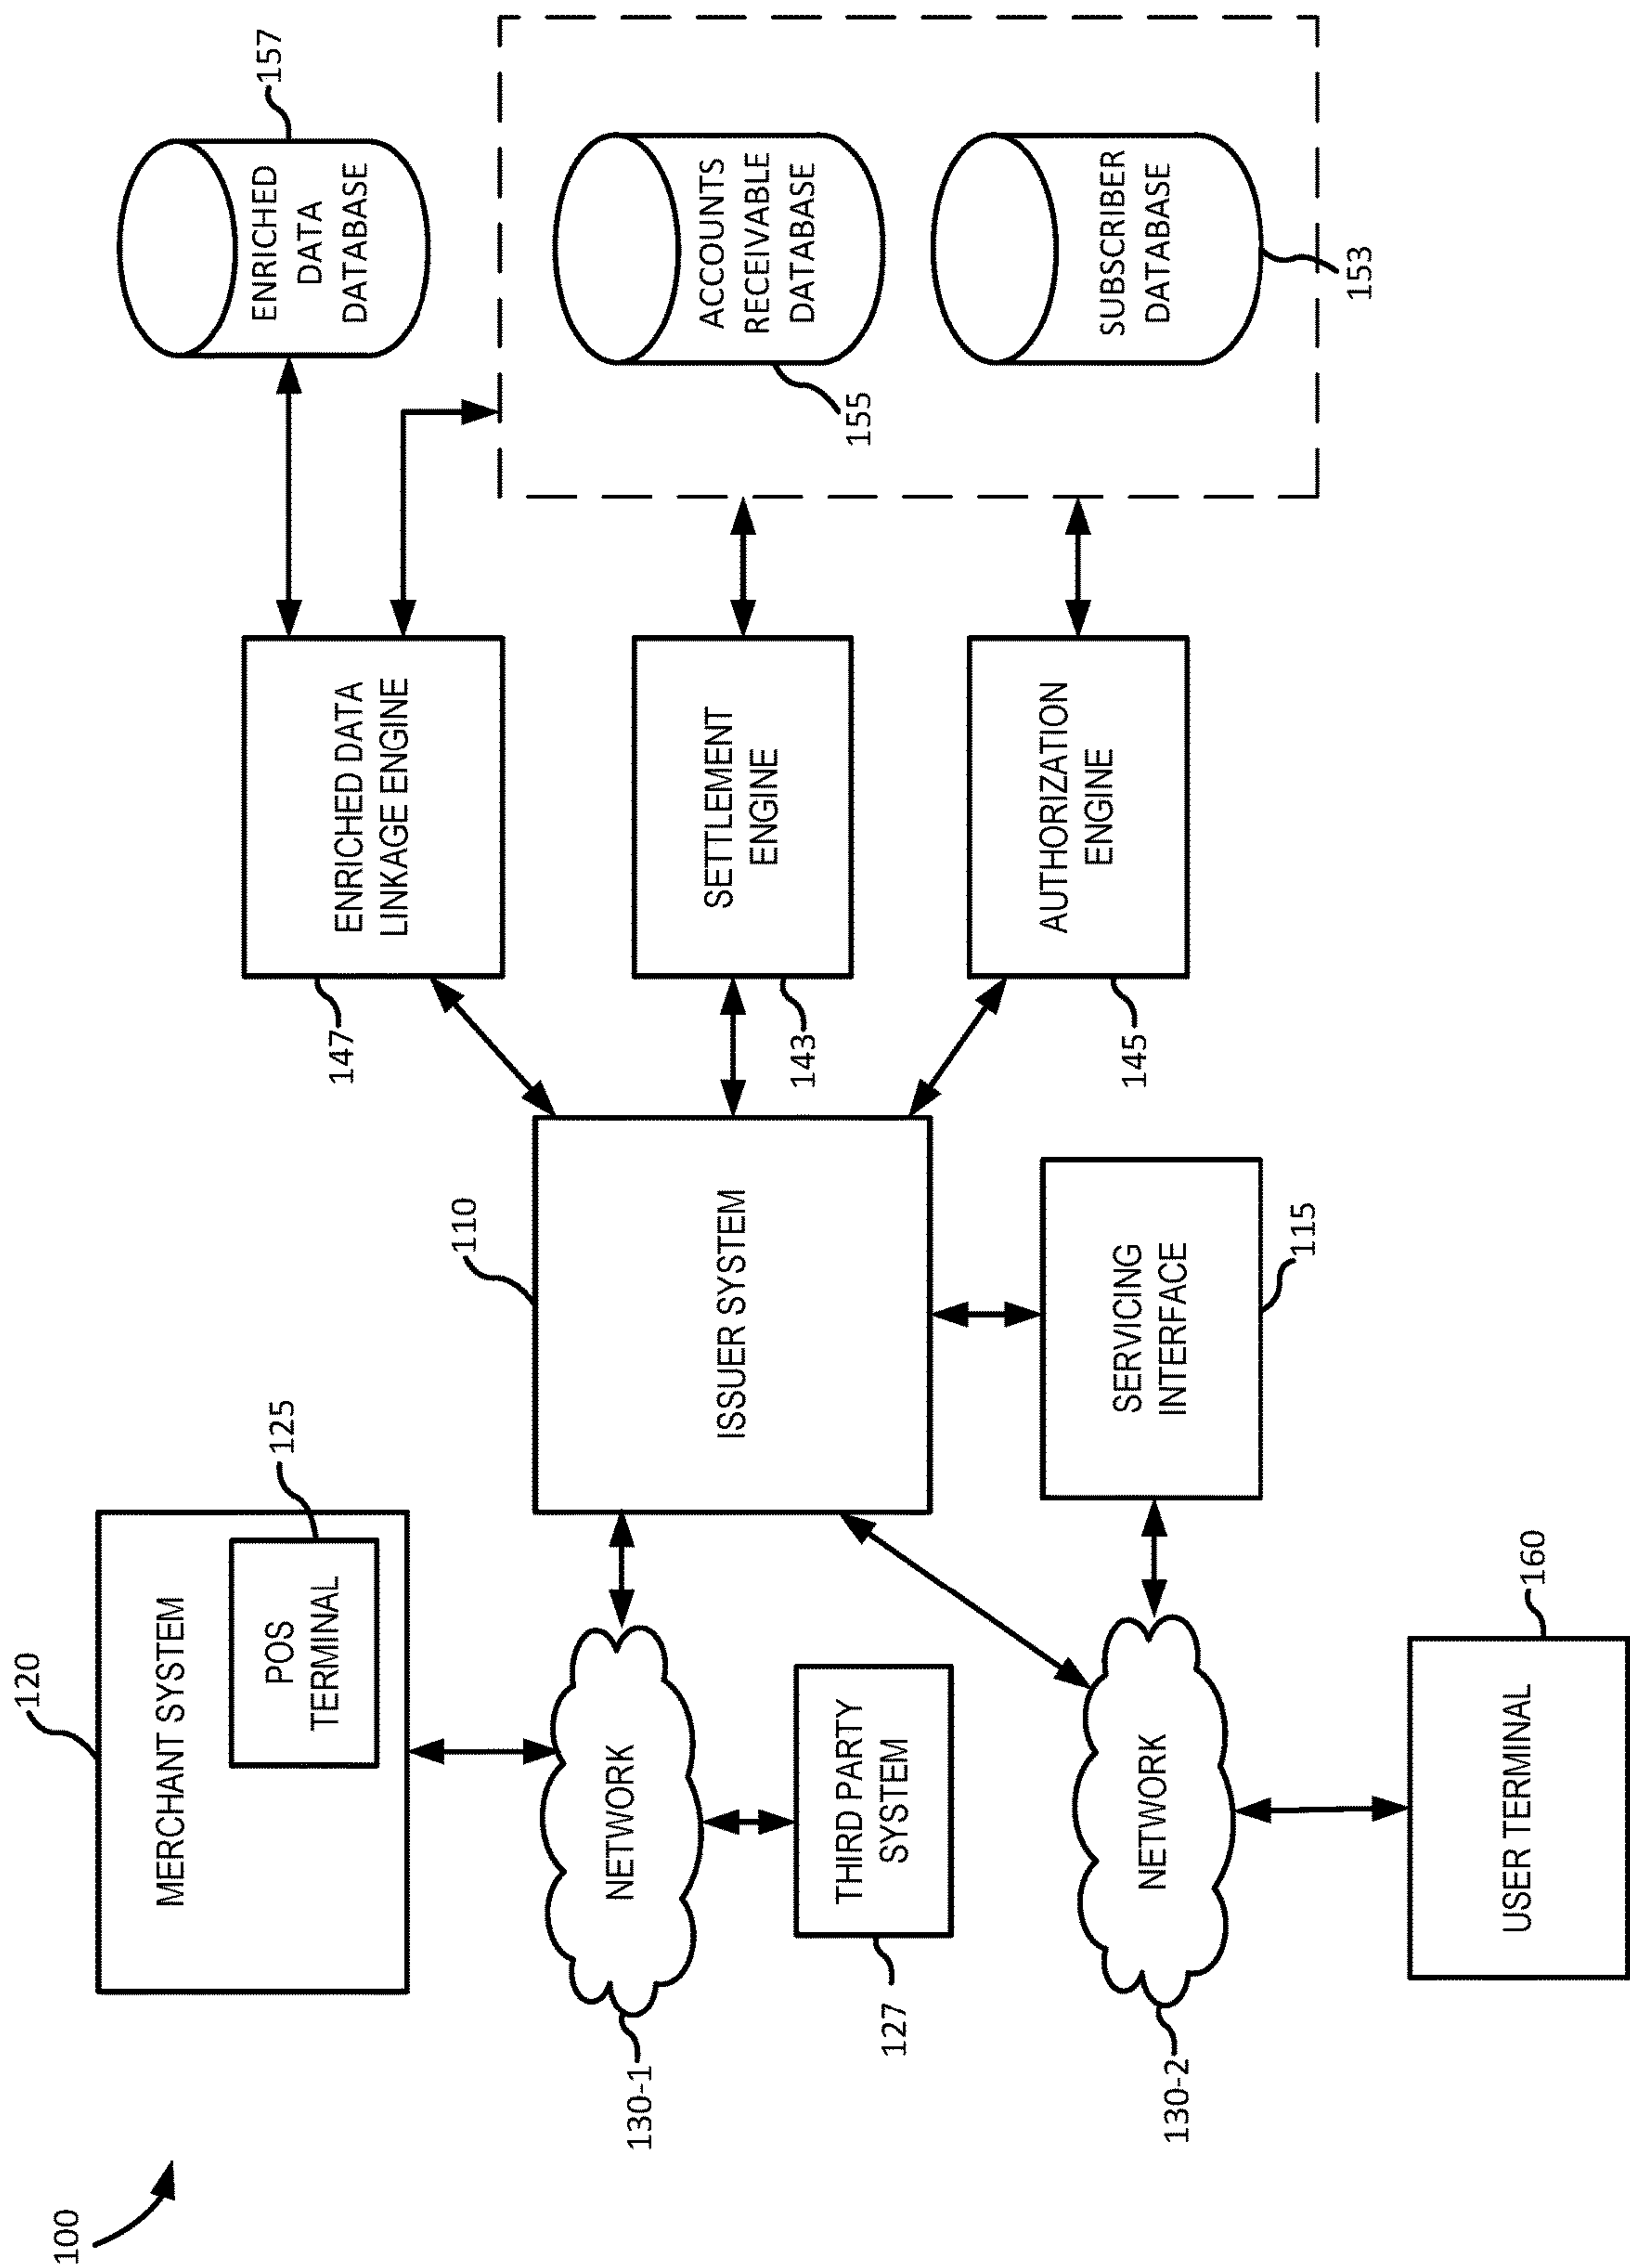 100
120
MERCHANT SYSTEM
POS
TERMINAL
125
130-1
NETWORK
127
THIRD PARTY
SYSTEM
130-2
NETWORK
USER TERMINAL
160
110
ISSUER SYSTEM
SERVICING
INTERFACE
115
147
ENRICHED DATA
LINKAGE ENGINE
143
SETTLEMENT
ENGINE
145
AUTHORIZATION
ENGINE
157
ENRICHED
DATA
DATABASE
155
ACCOUNTS
RECEIVABLE
DATABASE
SUBSCRIBER
DATABASE
153